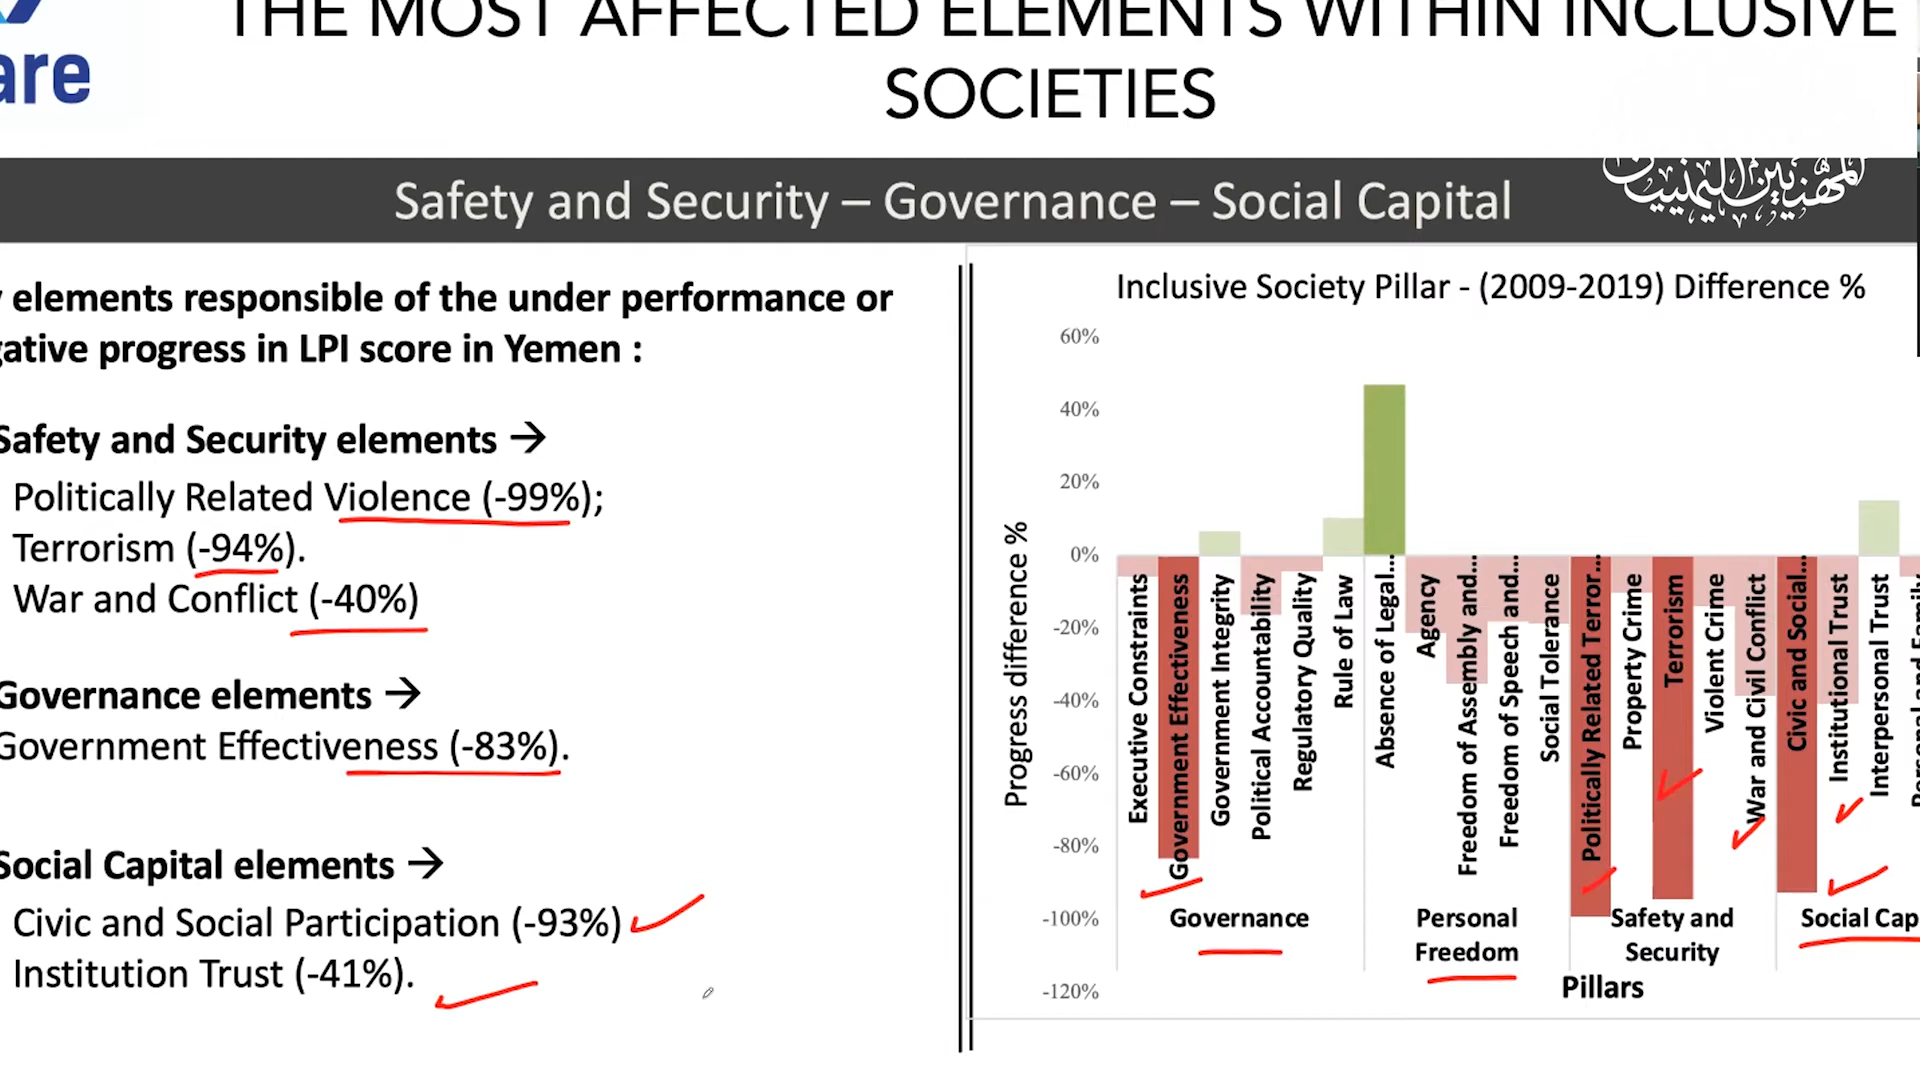 THE MOST AFFECTED ELEMENTS WITHIN INCLUSIVE
SOCIETIES
are
Safety and Security – Governance – Social Capital
المهنيين اليمنيين
elements responsible of the under performance or
gative progress in LPI score in Yemen :
Safety and Security elements →
Politically Related Violence (-99%);
Terrorism (-94%).
War and Conflict (-40%)
Governance elements →
Government Effectiveness (-83%).
Social Capital elements →
Civic and Social Participation (-93%)
Institution Trust (-41%).
Inclusive Society Pillar - (2009-2019) Difference %
Progress difference %
60%
40%
20%
0%
-20%
-40%
-60%
-80%
-100%
-120%
Executive Constraints
Government Effectiveness
Government Integrity
Political Accountability
Regulatory Quality
Rule of Law
Absence of Legal...
Agency
Freedom of Assembly and...
Freedom of Speech and...
Social Tolerance
Politically Related Terror...
Property Crime
Terrorism
Violent Crime
War and Civil Conflict
Civic and Social...
Institutional Trust
Interpersonal Trust
Personal and Family
Governance
Personal
Freedom
Safety and
Security
Social Cap
Pillars